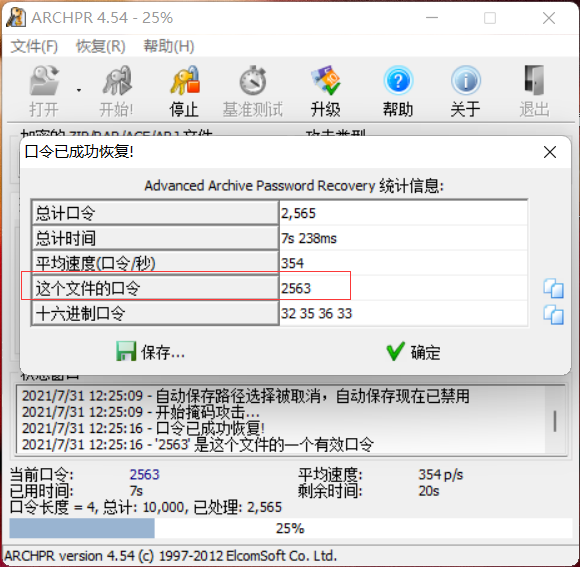 ARCHPR 4.54 - 25%
文件(F) 恢复(R) 帮助(H)
打开 开始! 停止 基准测试 升级 帮助 关于 退出
加密的 ZIP/RAR/ACE/ARJ 文件 攻击类型
口令已成功恢复!
Advanced Archive Password Recovery 统计信息:
总计口令 2,565
总计时间 7s 238ms
平均速度(口令/秒) 354
这个文件的口令 2563
十六进制口令 32 35 36 33
保存... 确定
状态窗口
2021/7/31 12:25:09 - 自动保存路径选择被取消，自动保存现在已禁用
2021/7/31 12:25:09 - 开始掩码攻击...
2021/7/31 12:25:16 - 口令已成功恢复!
2021/7/31 12:25:16 - '2563' 是这个文件的一个有效口令
当前口令: 2563 平均速度: 354 p/s
已用时间: 7s 剩余时间: 20s
口令长度 = 4, 总计: 10,000, 已处理: 2,565
25%
ARCHPR version 4.54 (c) 1997-2012 ElcomSoft Co. Ltd.